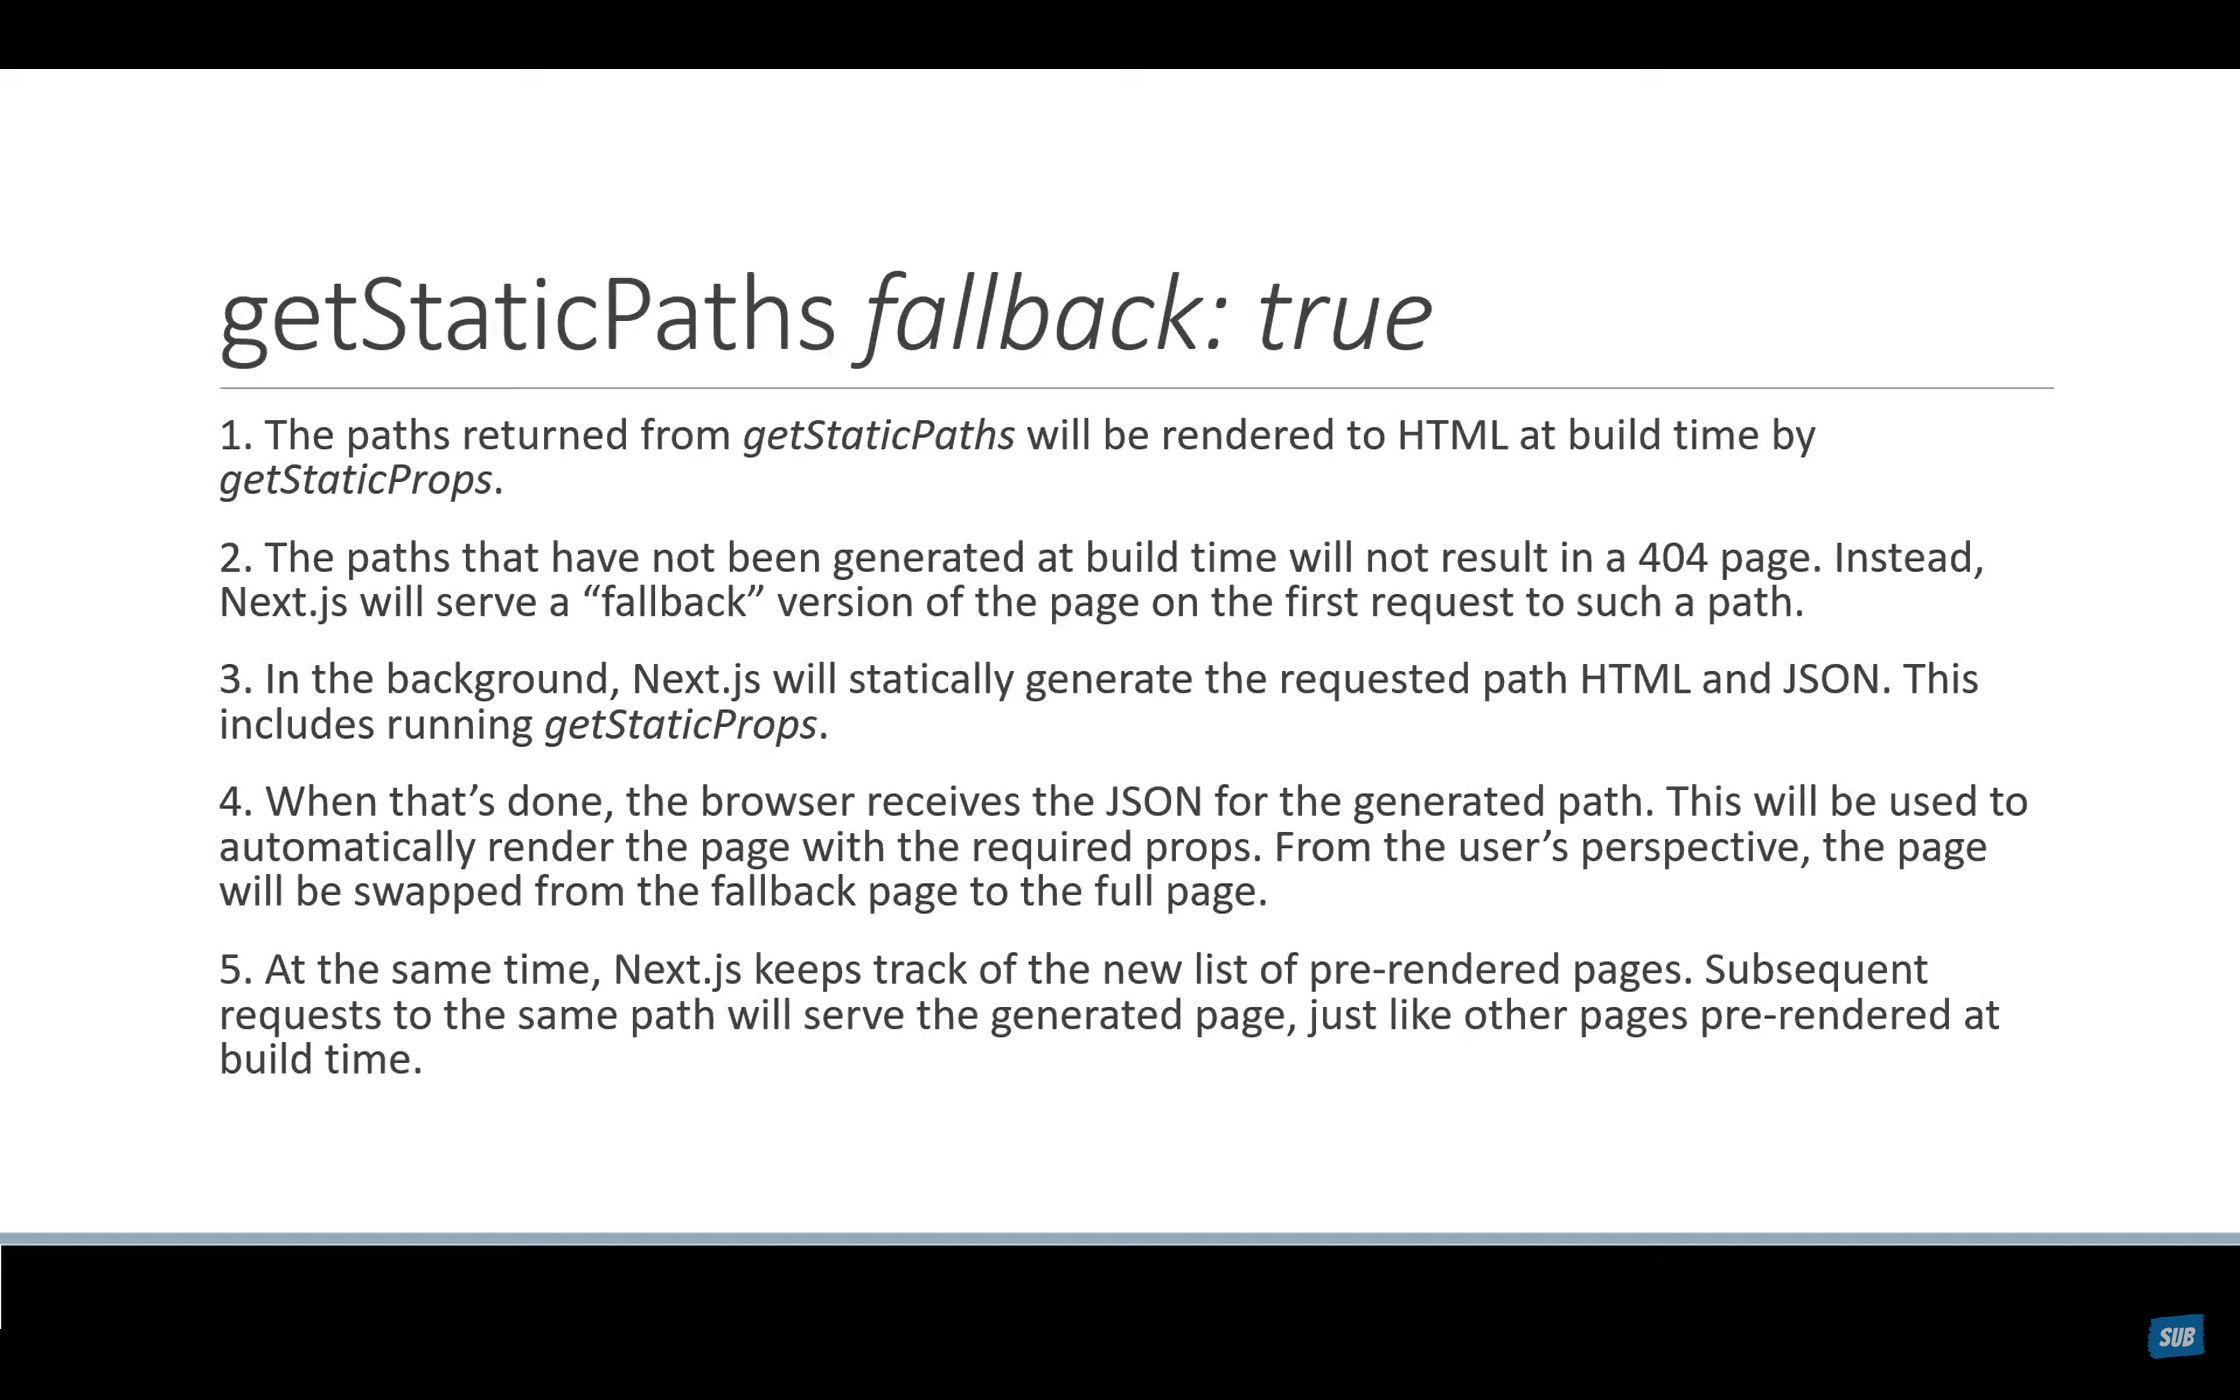 getStaticPaths fallback: true
1. The paths returned from getStaticPaths will be rendered to HTML at build time by
getStaticProps.
2. The paths that have not been generated at build time will not result in a 404 page. Instead,
Next.js will serve a “fallback” version of the page on the first request to such a path.
3. In the background, Next.js will statically generate the requested path HTML and JSON. This
includes running getStaticProps.
4. When that’s done, the browser receives the JSON for the generated path. This will be used to
automatically render the page with the required props. From the user’s perspective, the page
will be swapped from the fallback page to the full page.
5. At the same time, Next.js keeps track of the new list of pre-rendered pages. Subsequent
requests to the same path will serve the generated page, just like other pages pre-rendered at
build time.
SUB